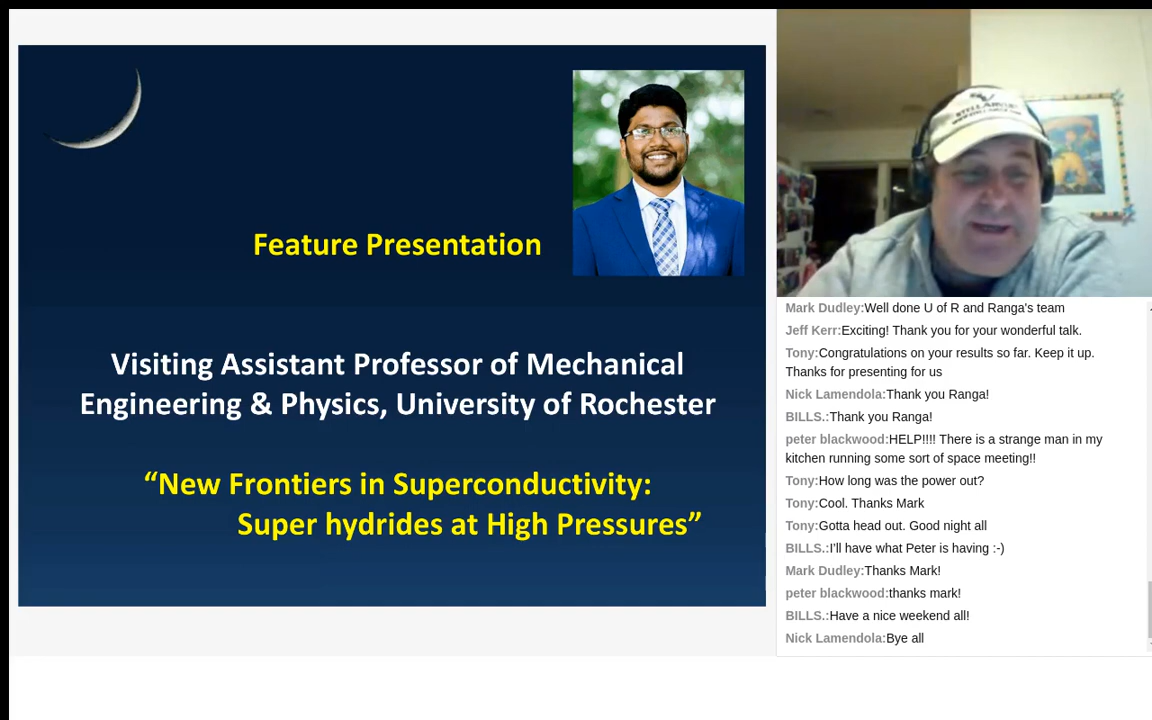 Feature Presentation
Visiting Assistant Professor of Mechanical
Engineering & Physics, University of Rochester
“New Frontiers in Superconductivity:
Super hydrides at High Pressures”
Mark Dudley:Well done U of R and Ranga's team
Jeff Kerr:Exciting! Thank you for your wonderful talk.
Tony:Congratulations on your results so far. Keep it up.
Thanks for presenting for us
Nick Lamendola:Thank you Ranga!
BILLS.:Thank you Ranga!
peter blackwood:HELP!!!! There is a strange man in my
kitchen running some sort of space meeting!!
Tony:How long was the power out?
Tony:Cool. Thanks Mark
Tony:Gotta head out. Good night all
BILLS.:I'll have what Peter is having :-)
Mark Dudley:Thanks Mark!
peter blackwood:thanks mark!
BILLS.:Have a nice weekend all!
Nick Lamendola:Bye all